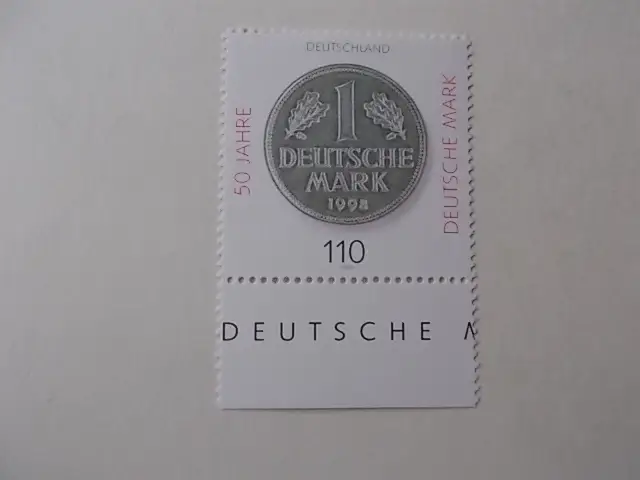 DEUTSCHLAND
50 JAHRE
1
DEUTSCHE
MARK
1998
DEUTSCHE MARK
110
DEUTSCHE